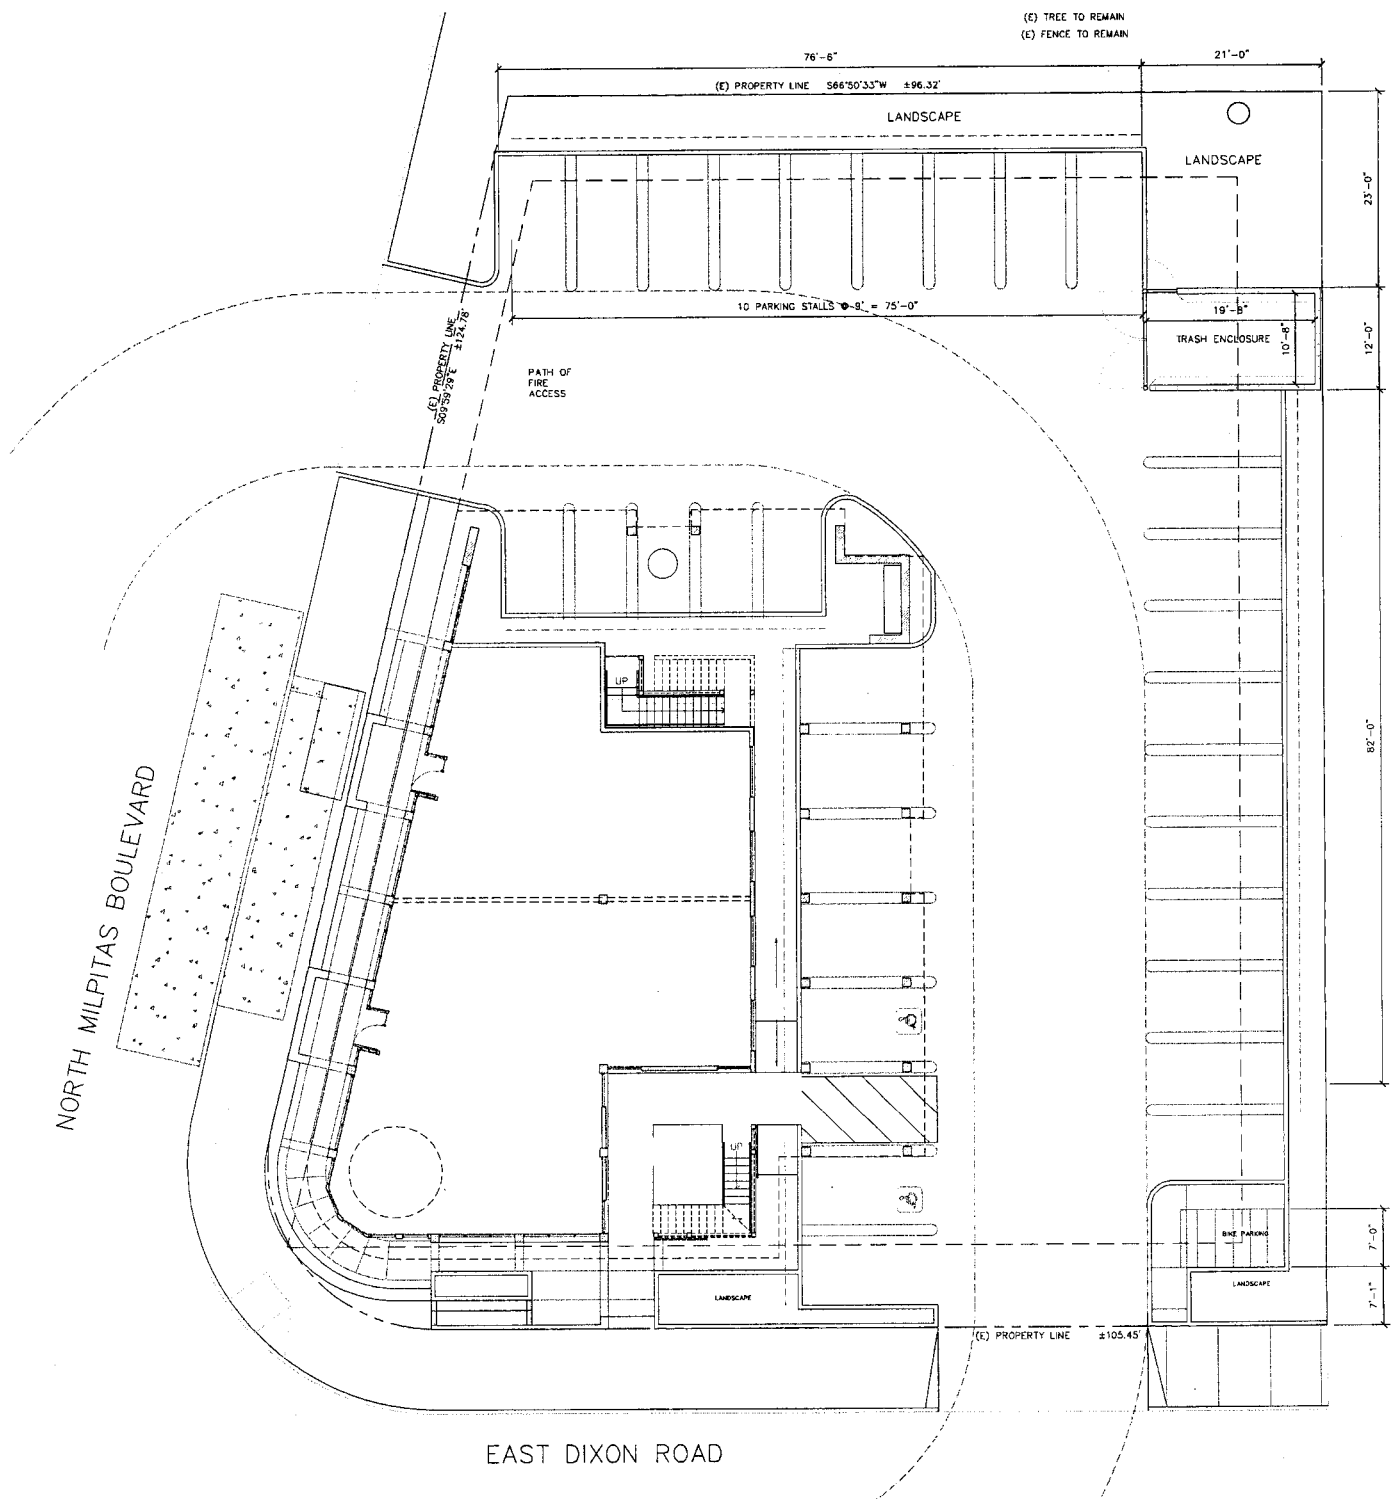 (E) TREE TO REMAIN
(E) FENCE TO REMAIN
76'-6"
21'-0"
(E) PROPERTY LINE S66°50'33"W ±96.32'
LANDSCAPE
LANDSCAPE
23'-0"
10 PARKING STALLS @ 9' = 75'-0"
19'-8"
TRASH ENCLOSURE
10'-8"
12'-0"
(E) PROPERTY LINE
S09°59'29"E ±124.78'
PATH OF
FIRE
ACCESS
UP
82'-0"
NORTH MILPITAS BOULEVARD
UP
BIKE PARKING
7'-0"
LANDSCAPE
LANDSCAPE
7'-1"
(E) PROPERTY LINE ±105.45'
EAST DIXON ROAD